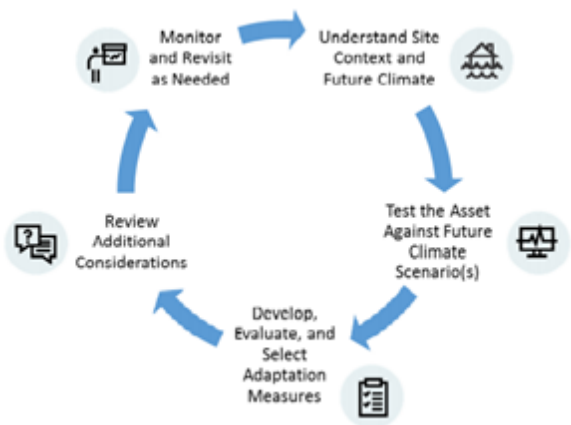 Monitor
and Revisit
as Needed
Understand Site
Context and
Future Climate
Test the Asset
Against Future
Climate
Scenario(s)
Develop,
Evaluate, and
Select
Adaptation
Measures
Review
Additional
Considerations
?